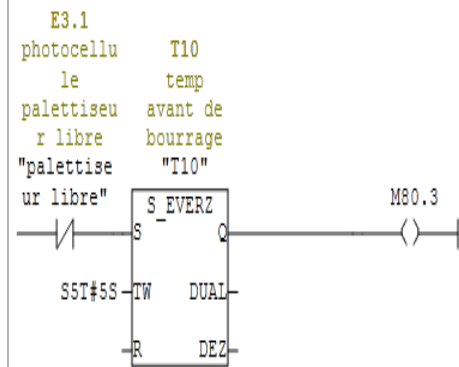 E3.1
photocellu
le
palettiseu
r libre
"palettise
ur libre"
T10
temp
avant de
bourrage
"T10"
S_EVERZ
M80.3
S
Q
S5T#5S
TW
DUAL
R
DEZ